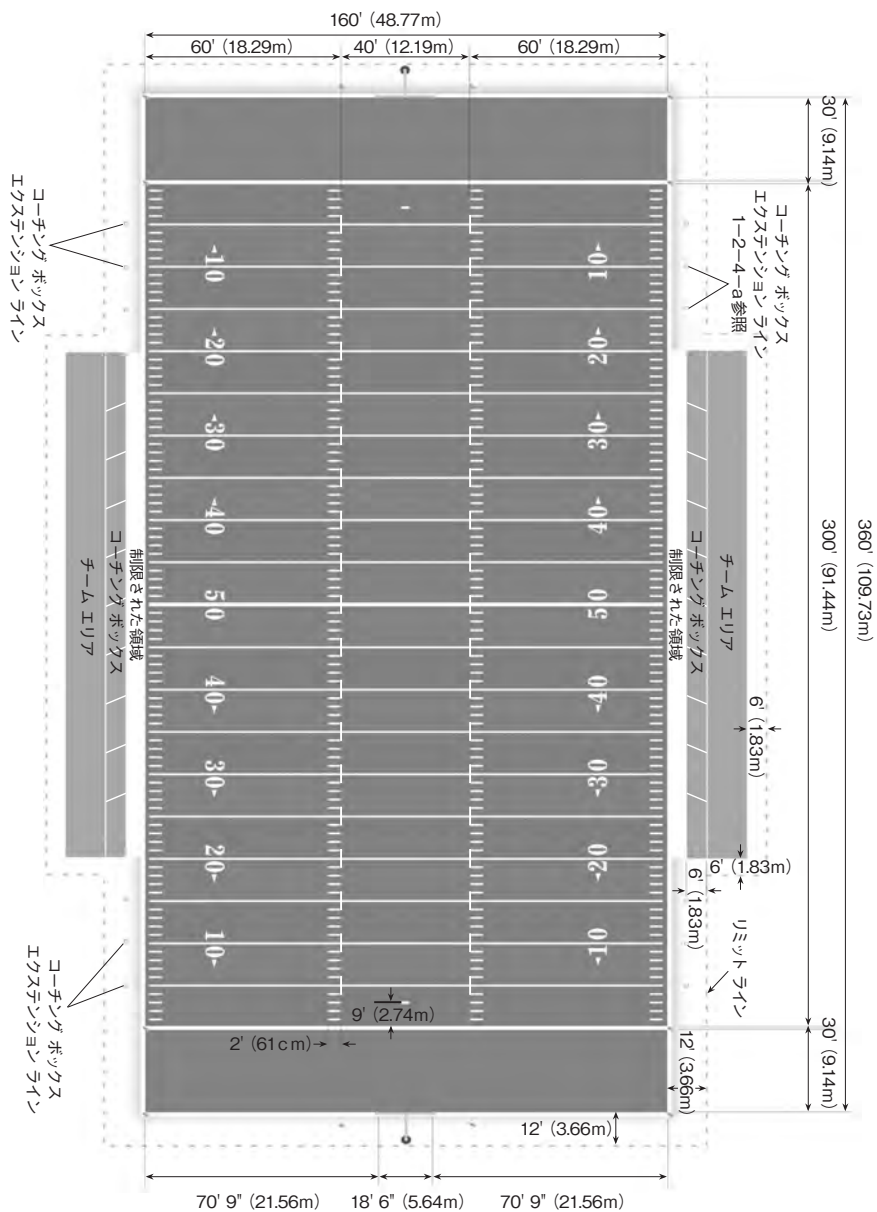 160' (48.77m)
60' (18.29m)
40' (12.19m)
60' (18.29m)
30' (9.14m)
コーチング ボックス
エクステンション ライン
コーチング ボックス
エクステンション ライン
1−2−4−a 参照
10
10
20
20
30
30
40
40
50
50
40
40
30
30
20
20
10
10
チーム エリア
コーチング ボックス
制限された領域
制限された領域
コーチング ボックス
チーム エリア
300' (91.44m)
360' (109.73m)
6' (1.83m)
6' (1.83m)
6' (1.83m)
リミット ライン
コーチング ボックス
エクステンション ライン
9' (2.74m)
2' (61cm)
12' (3.66m)
30' (9.14m)
12' (3.66m)
70' 9" (21.56m)
18' 6" (5.64m)
70' 9" (21.56m)